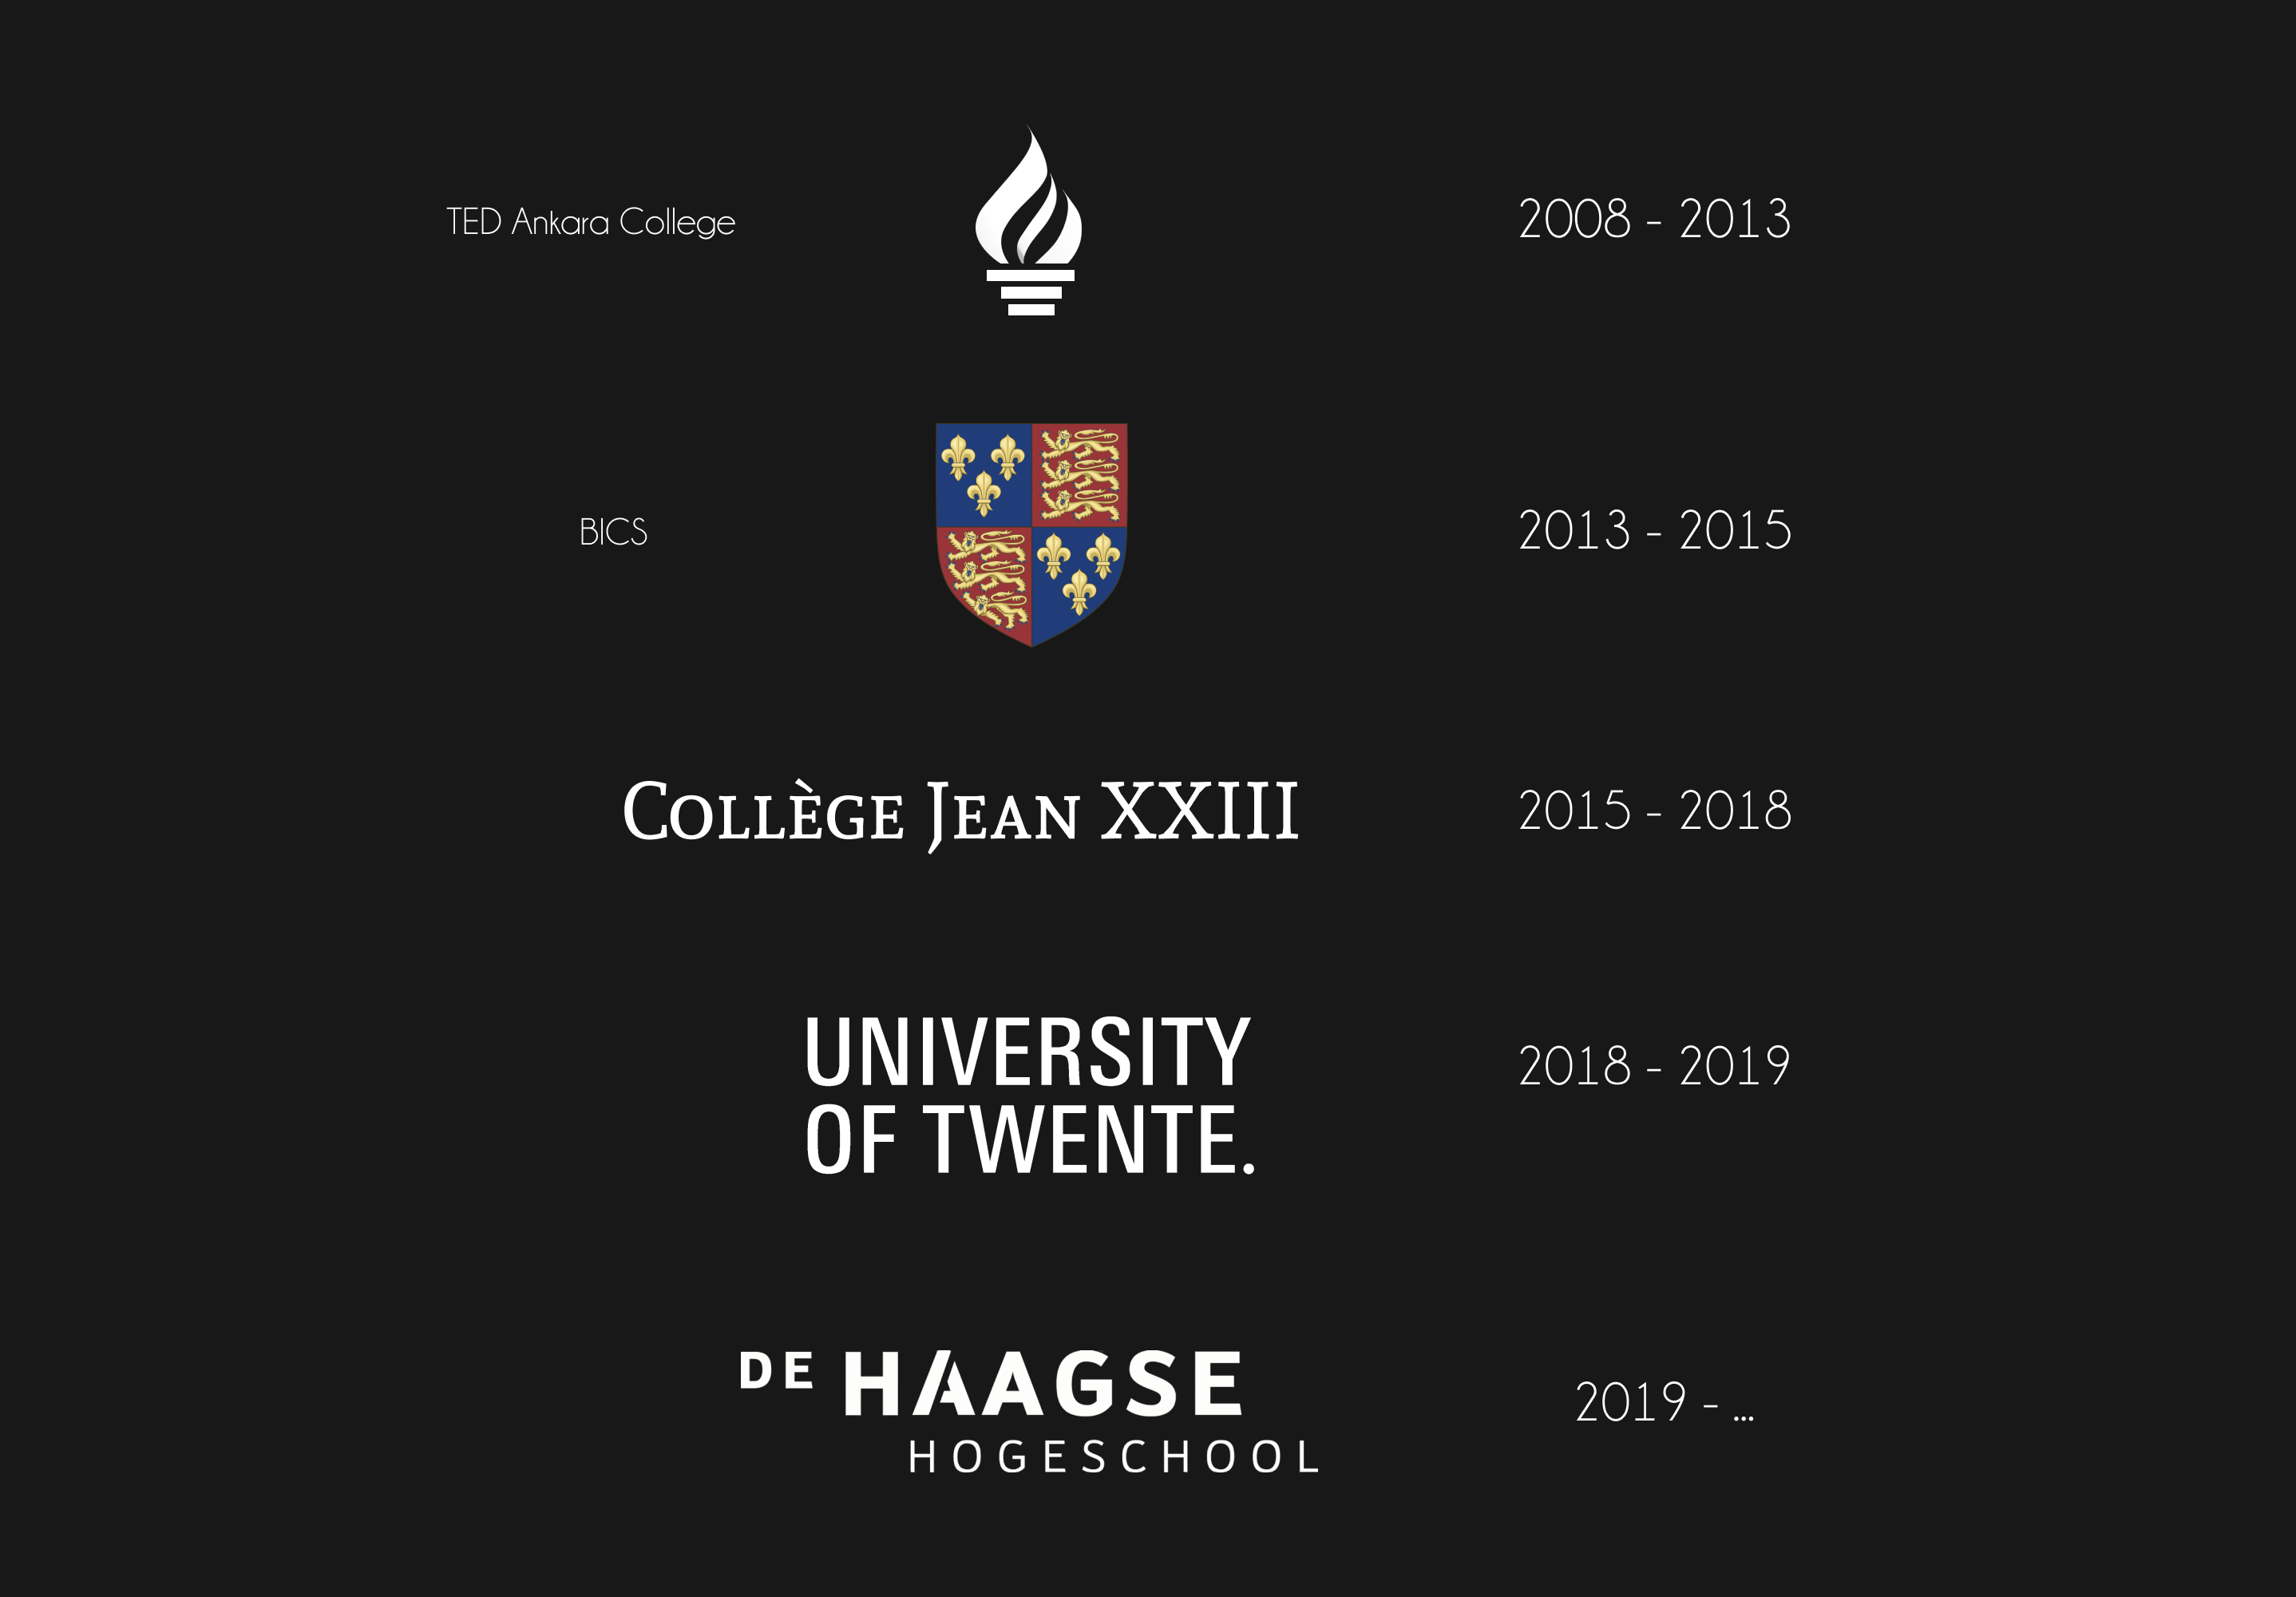 TED Ankara College
2008 - 2013
BICS
2013 - 2015
COLLÈGE JEAN XXIII
2015 - 2018
UNIVERSITY
OF TWENTE.
2018 - 2019
DE HAAGSE
HOGESCHOOL
2019 - ...